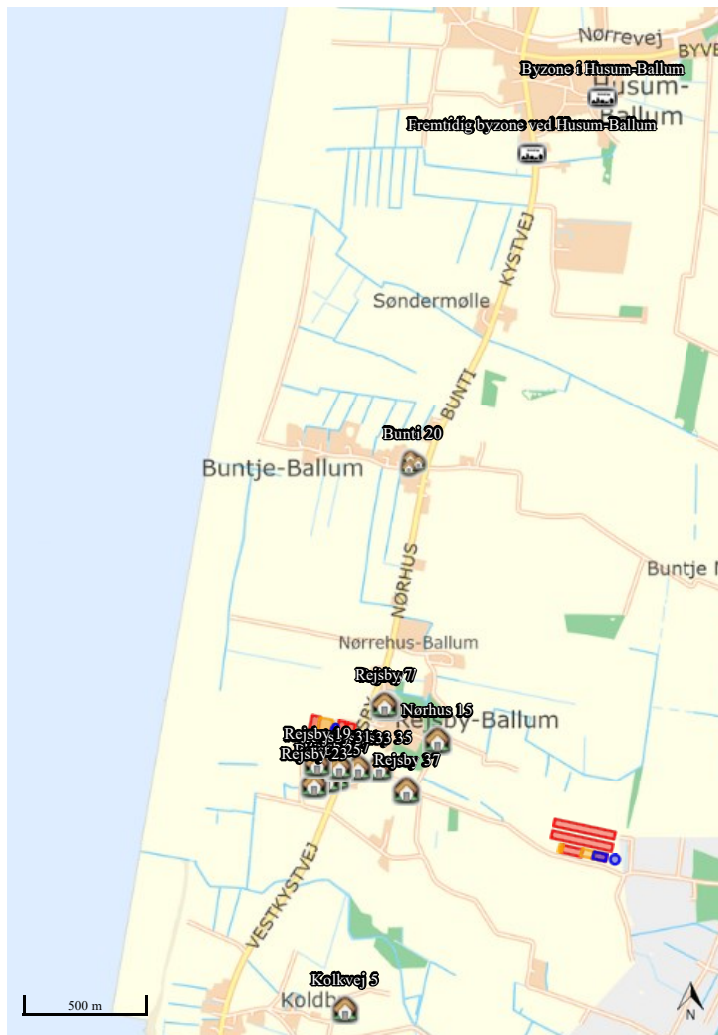 Nørrevej
BYVE
Byzone i Husum-Ballum
Husum-
Ballum
Fremtidig byzone ved Husum-Ballum
KYSTVEJ
Søndermølle
BUNTI
Bunti 20
Buntje-Ballum
NØRHUS
Buntje N
Nørrehus-Ballum
Rejsby 7
Nørhus 15
Rejsby-Ballum
Rejsby 19
33 35
Rejsby 23
Rejsby 37
VESTKYSTVEJ
Kolkvej 5
500 m
N